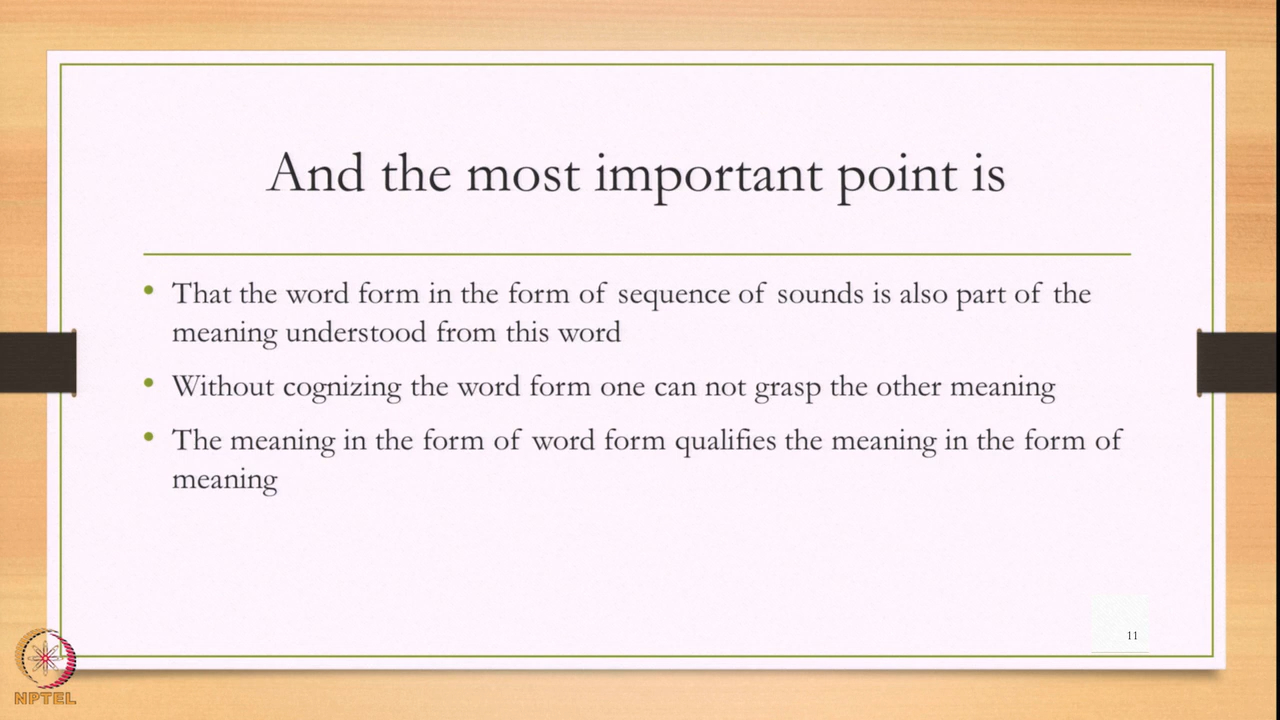 And the most important point is
• That the word form in the form of sequence of sounds is also part of the
meaning understood from this word
• Without cognizing the word form one can not grasp the other meaning
• The meaning in the form of word form qualifies the meaning in the form of
meaning
11
NPTEL